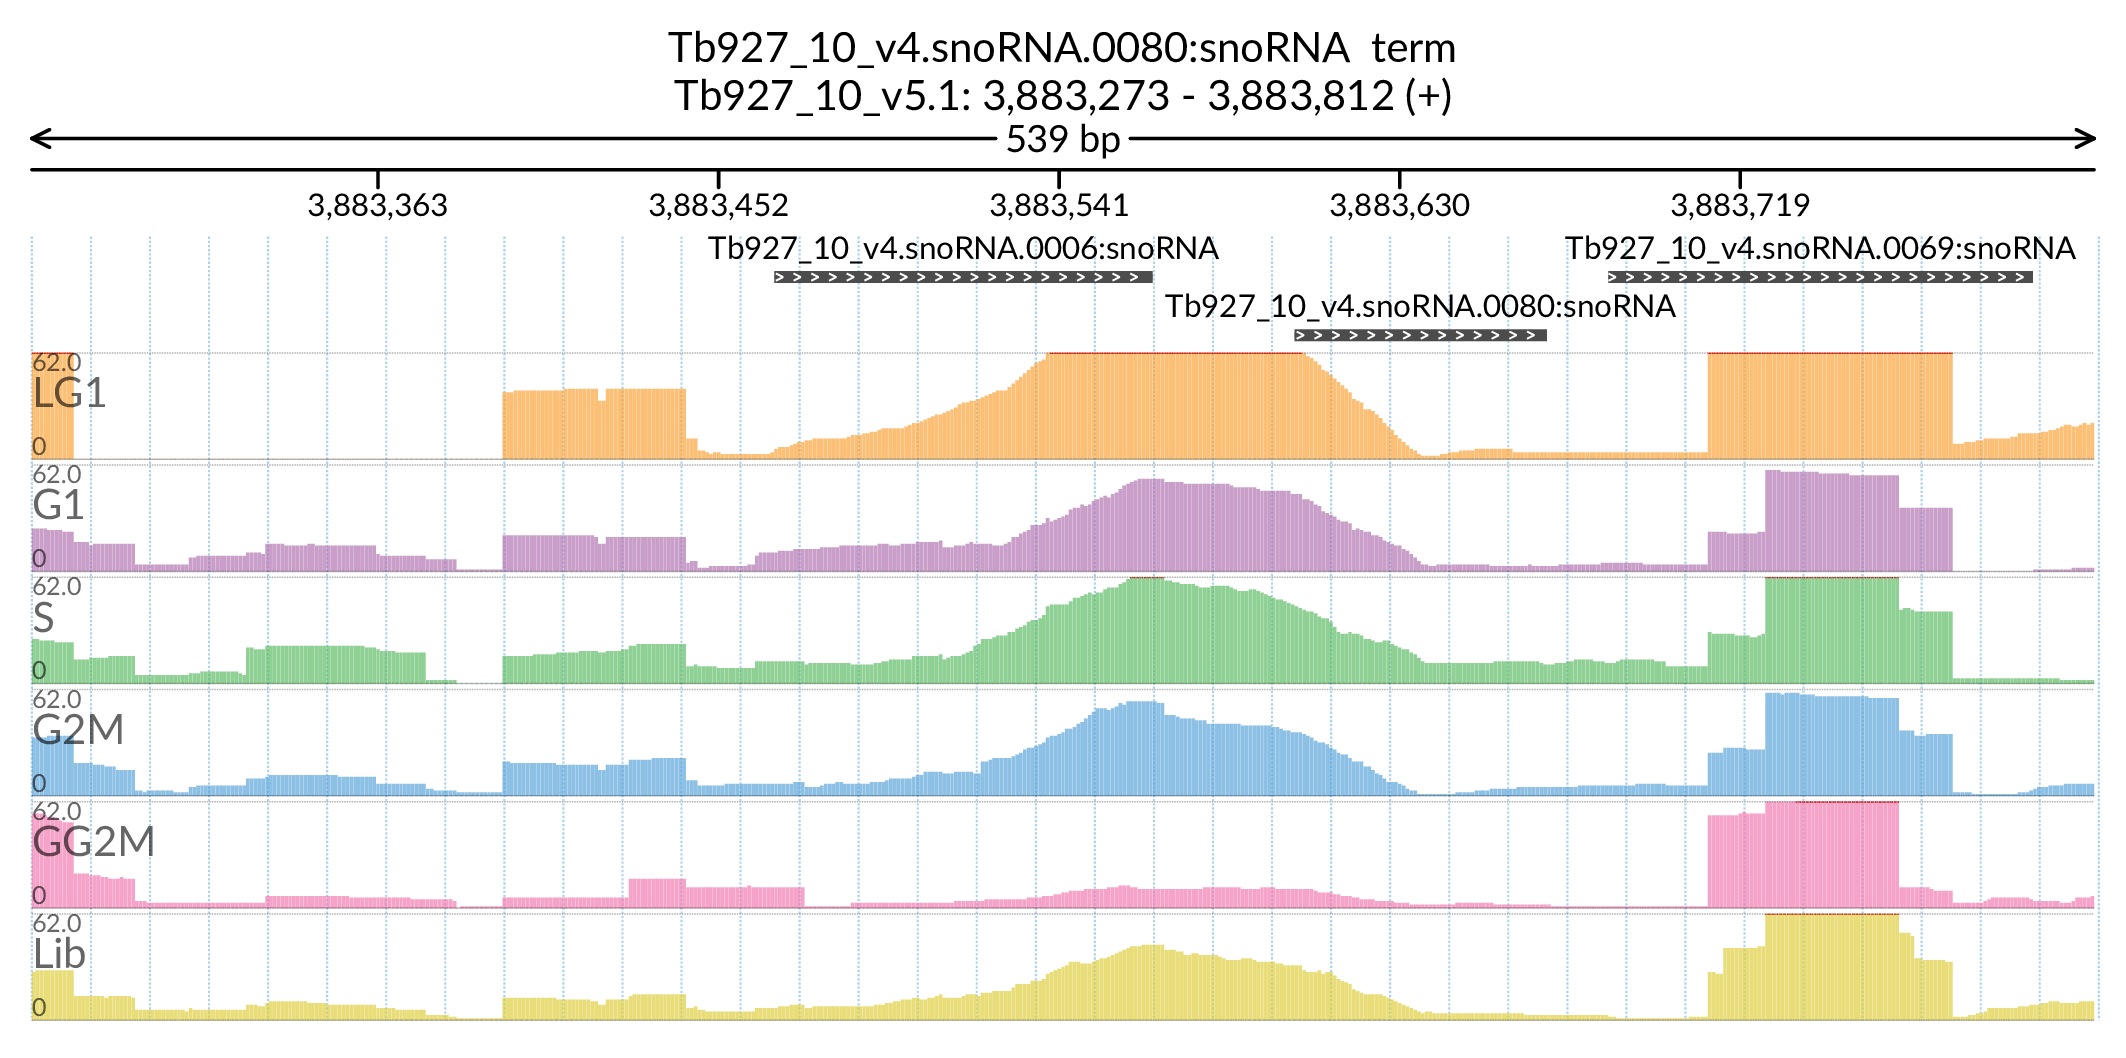 Tb927_10_v4.snoRNA.0080:snoRNA  term
Tb927_10_v5.1: 3,883,273 - 3,883,812 (+)
539 bp
3,883,363 3,883,452 3,883,541 3,883,630 3,883,719
Tb927_10_v4.snoRNA.0006:snoRNA Tb927_10_v4.snoRNA.0069:snoRNA
Tb927_10_v4.snoRNA.0080:snoRNA
62.0
LG1
0
62.0
G1
0
62.0
S
0
62.0
G2M
0
62.0
GG2M
0
62.0
Lib
0